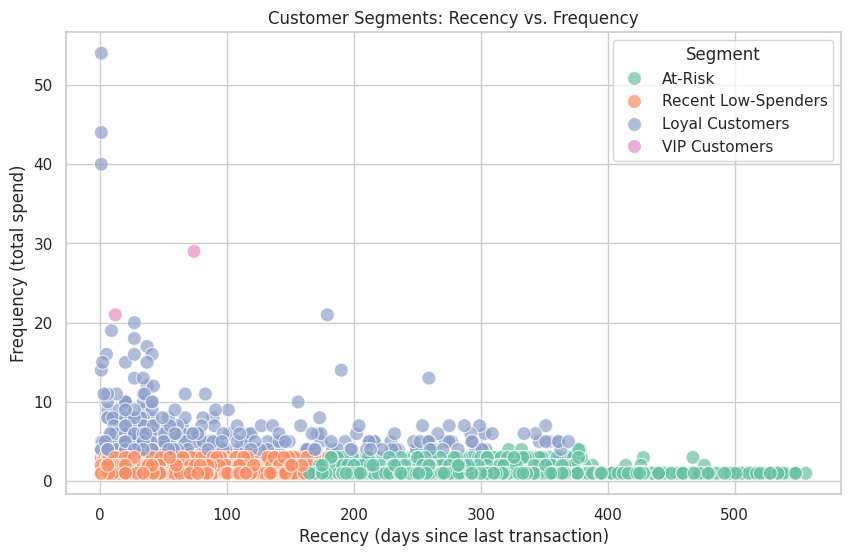 Customer Segments: Recency vs. Frequency
Segment
At-Risk
Recent Low-Spenders
Loyal Customers
VIP Customers
Frequency (total spend)
50
40
30
20
10
0
0 100 200 300 400 500
Recency (days since last transaction)